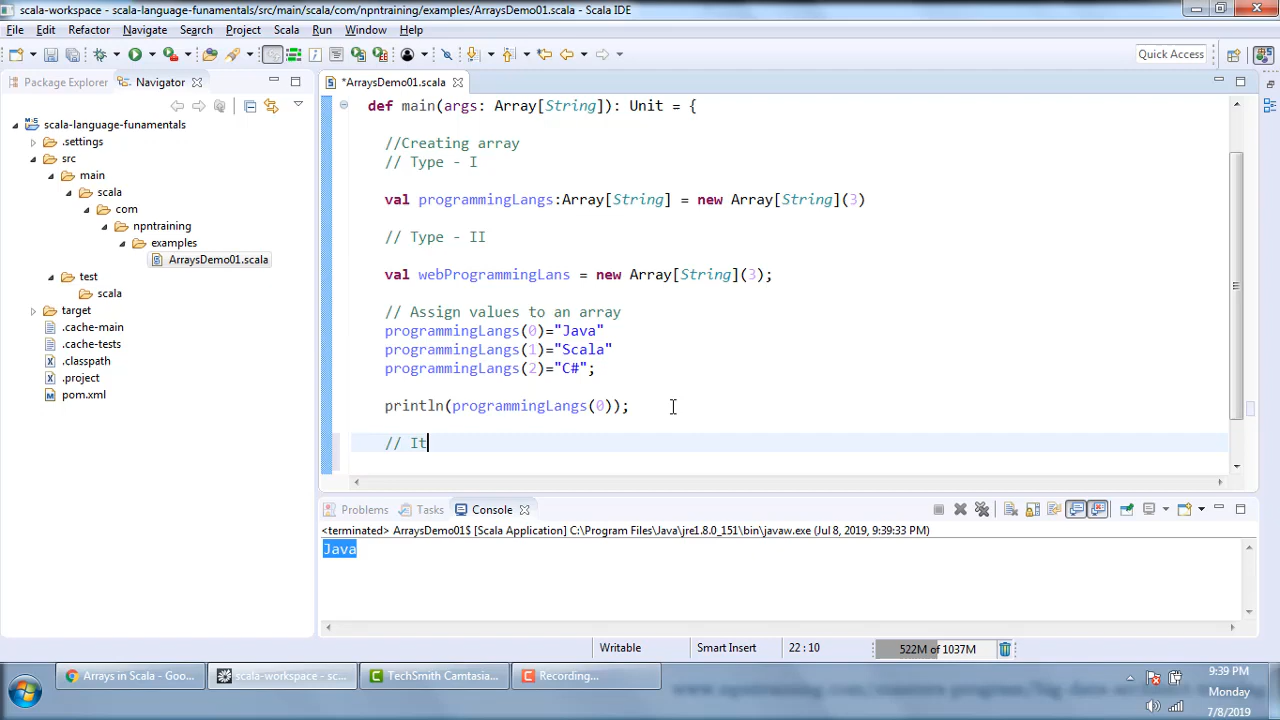 scala-workspace - scala-language-funamentals/src/main/scala/com/npntraining/examples/ArraysDemo01.scala - Scala IDE
File Edit Refactor Navigate Search Project Scala Run Window Help
Quick Access
Package Explorer Navigator
*ArraysDemo01.scala
scala-language-funamentals
.settings
src
main
scala
com
npntraining
examples
ArraysDemo01.scala
test
scala
target
.cache-main
.cache-tests
.classpath
.project
pom.xml
def main(args: Array[String]): Unit = {
//Creating array
// Type - I
val programmingLangs:Array[String] = new Array[String](3)
// Type - II
val webProgrammingLans = new Array[String](3);
// Assign values to an array
programmingLangs(0)="Java"
programmingLangs(1)="Scala"
programmingLangs(2)="C#";
println(programmingLangs(0));
// It
Problems Tasks Console
<terminated> ArraysDemo01$ [Scala Application] C:\Program Files\Java\jre1.8.0_151\bin\javaw.exe (Jul 8, 2019, 9:39:33 PM)
Java
Writable Smart Insert 22 : 10 522M of 1037M
Arrays in Scala - Goo...
scala-workspace - sc...
TechSmith Camtasia...
Recording...
9:39 PM
Monday
7/8/2019